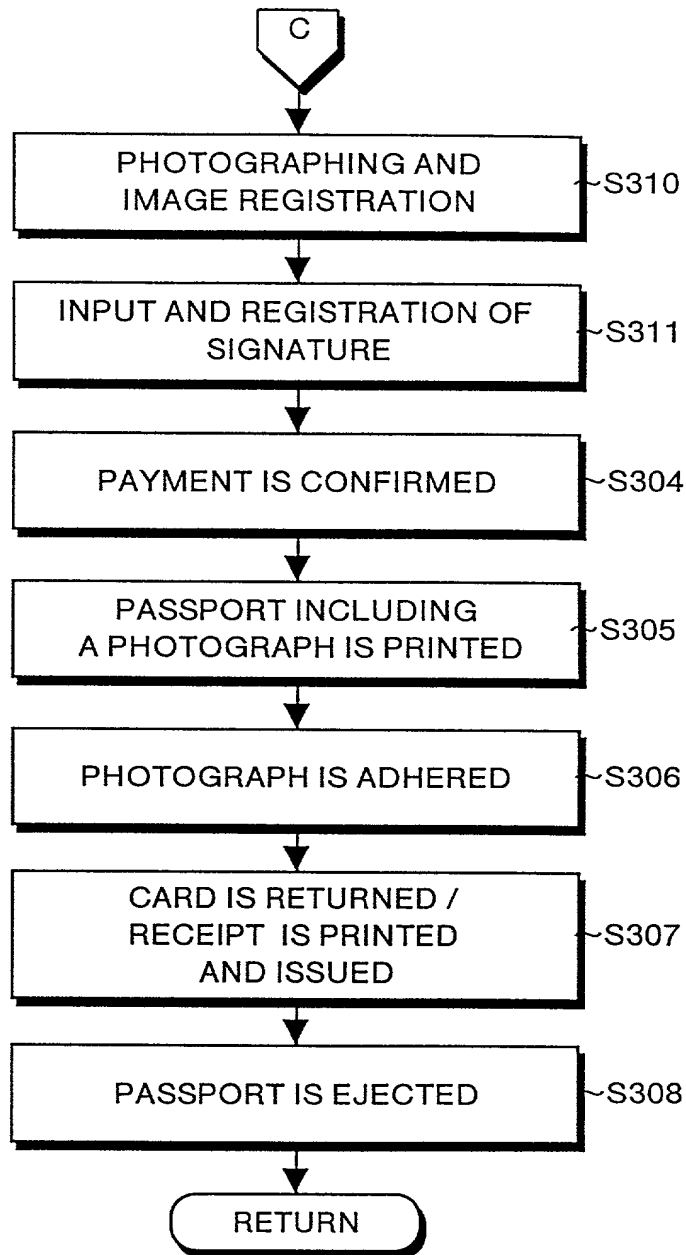 C
PHOTOGRAPHING AND
IMAGE REGISTRATION
S310
INPUT AND REGISTRATION OF
SIGNATURE
S311
PAYMENT IS CONFIRMED
S304
PASSPORT INCLUDING
A PHOTOGRAPH IS PRINTED
S305
PHOTOGRAPH IS ADHERED
S306
CARD IS RETURNED /
RECEIPT IS PRINTED
AND ISSUED
S307
PASSPORT IS EJECTED
S308
RETURN